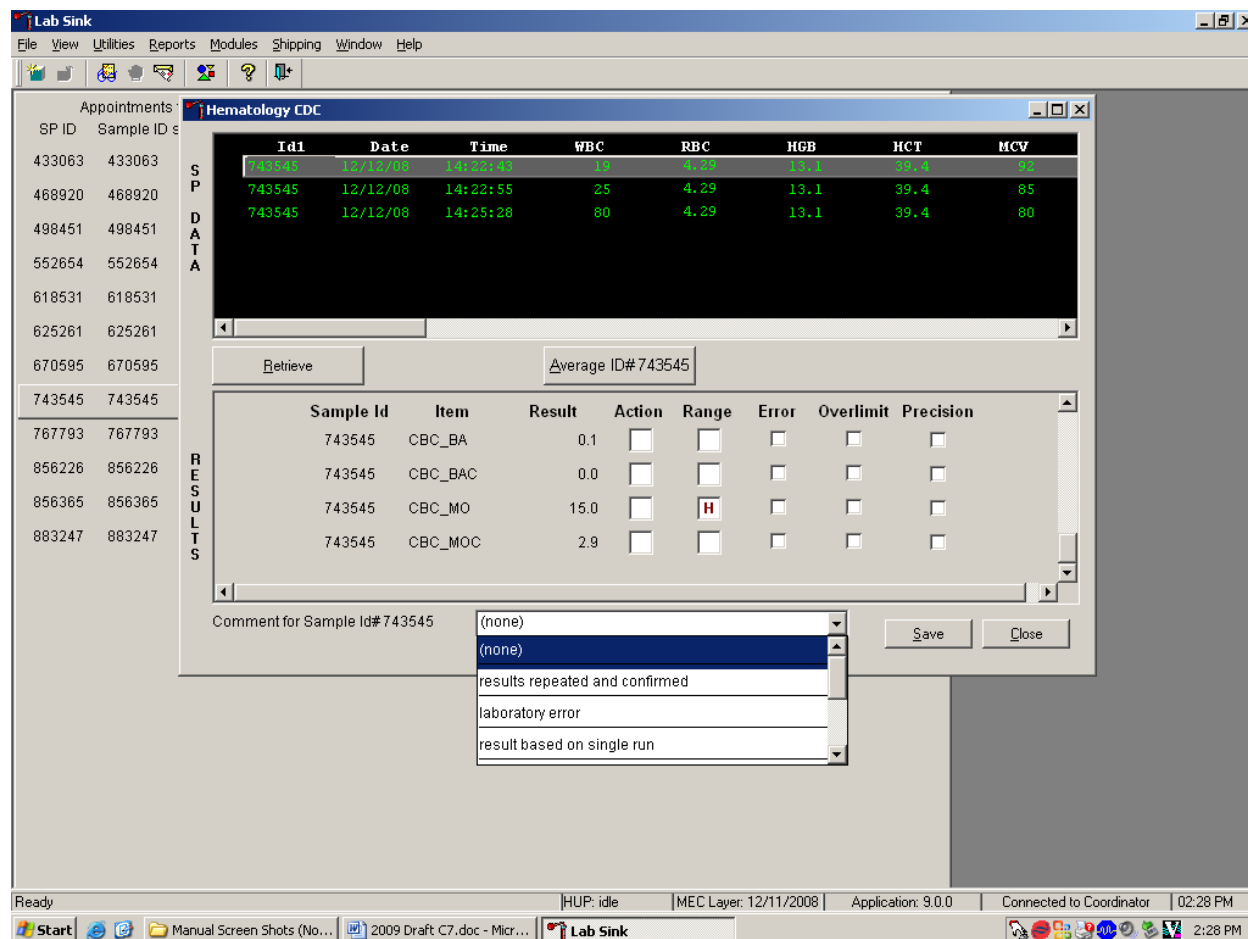 Lab Sink
File View Utilities Reports Modules Shipping Window Help
Appointments
SP ID Sample ID s
433063 433063
468920 468920
498451 498451
552654 552654
618531 618531
625261 625261
670595 670595
743545 743545
767793 767793
856226 856226
856365 856365
883247 883247
Hematology CDC
SP DATA
Id1 Date Time WBC RBC HGB HCT MCV
743545 12/12/08 14:22:43 19 4.29 13.1 39.4 92
743545 12/12/08 14:22:55 25 4.29 13.1 39.4 85
743545 12/12/08 14:25:28 80 4.29 13.1 39.4 80
Retrieve Average ID# 743545
RESULTS
Sample Id Item Result Action Range Error Overlimit Precision
743545 CBC_BA 0.1
743545 CBC_BAC 0.0
743545 CBC_MO 15.0 H
743545 CBC_MOC 2.9
Comment for Sample Id# 743545 (none) Save Close
(none)
results repeated and confirmed
laboratory error
result based on single run
Ready HUP: idle MEC Layer: 12/11/2008 Application: 9.0.0 Connected to Coordinator 02:28 PM
Start Manual Screen Shots (No... 2009 Draft C7.doc - Micr... Lab Sink 2:28 PM